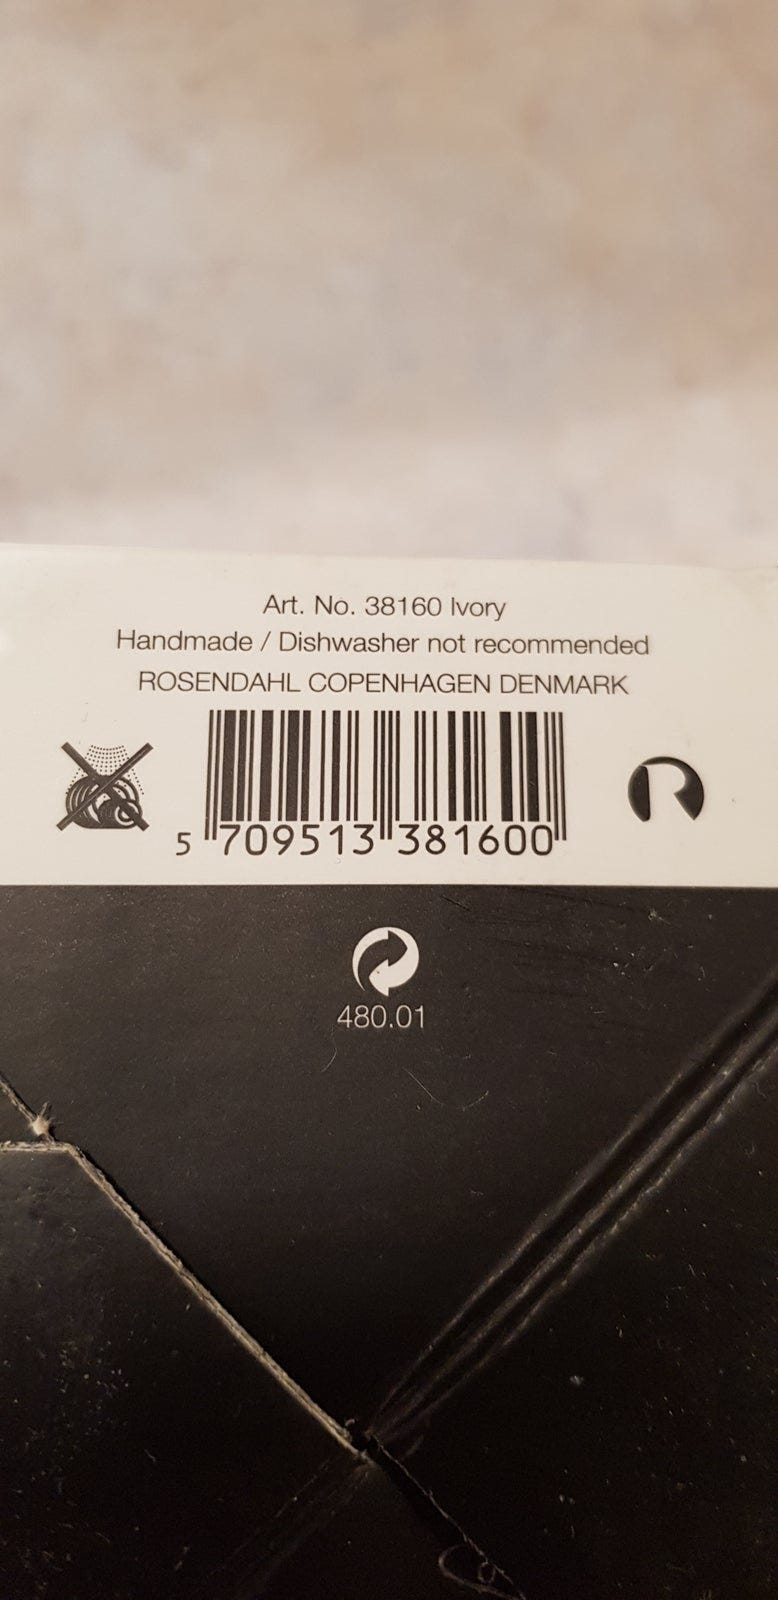 Art. No. 38160 Ivory
Handmade / Dishwasher not recommended
ROSENDAHL COPENHAGEN DENMARK
5 709513 381600
R
480.01